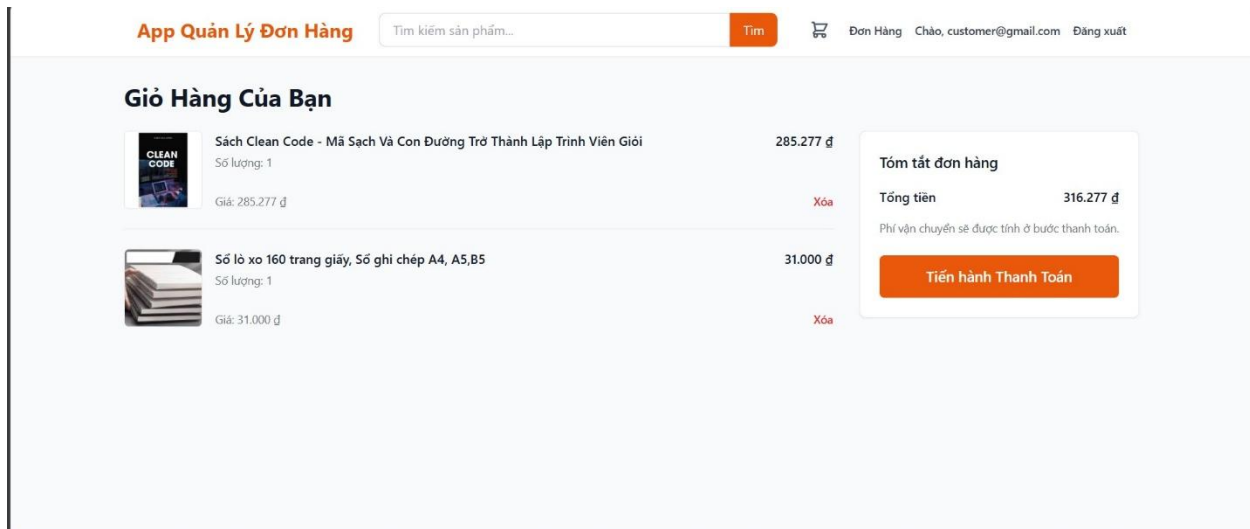 App Quản Lý Đơn Hàng
Tìm kiếm sản phẩm...
Tìm
Đơn Hàng
Chào, customer@gmail.com
Đăng xuất
Giỏ Hàng Của Bạn
CLEAN
CODE
Sách Clean Code - Mã Sạch Và Con Đường Trở Thành Lập Trình Viên Giỏi
285.277 ₫
Số lượng: 1
Giá: 285.277 ₫
Xóa
Sổ lò xo 160 trang giấy, Sổ ghi chép A4, A5,B5
31.000 ₫
Số lượng: 1
Giá: 31.000 ₫
Xóa
Tóm tắt đơn hàng
Tổng tiền
316.277 ₫
Phí vận chuyển sẽ được tính ở bước thanh toán.
Tiến hành Thanh Toán